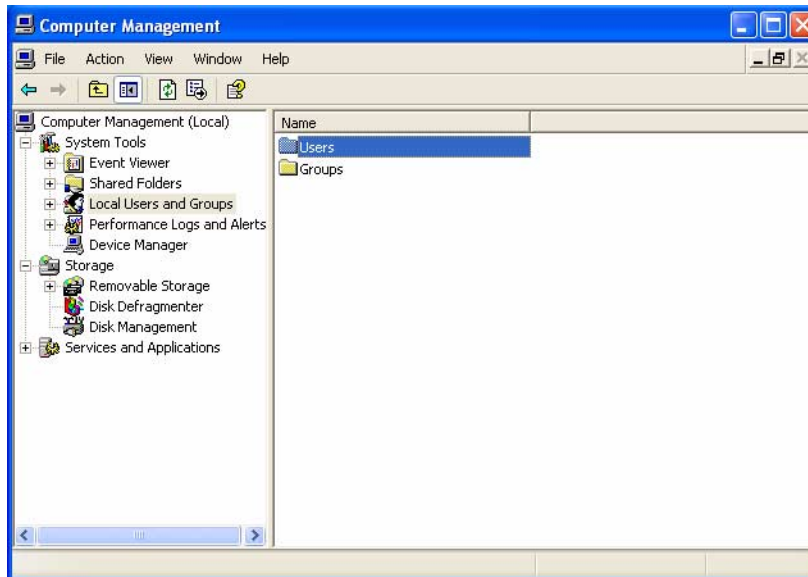 Computer Management
File Action View Window Help
Computer Management (Local)
System Tools
Event Viewer
Shared Folders
Local Users and Groups
Performance Logs and Alerts
Device Manager
Storage
Removable Storage
Disk Defragmenter
Disk Management
Services and Applications
Name
Users
Groups